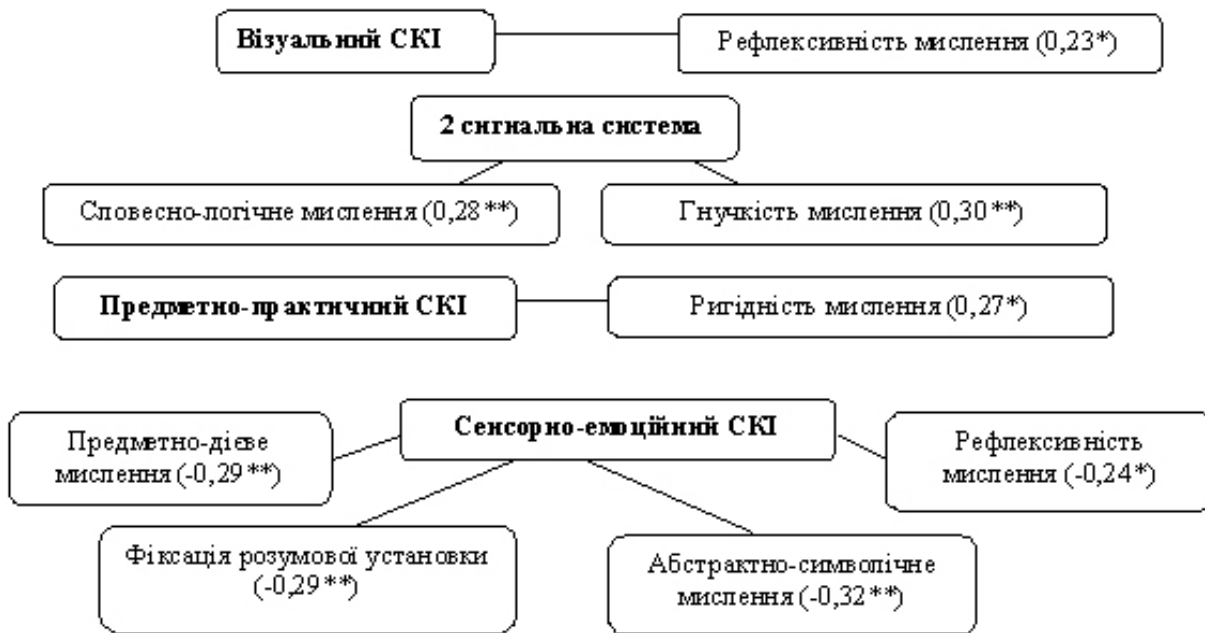 Візуальний СКІ
Рефлексивність мислення (0,23*)
2 сигнальна система
Словесно-логічне мислення (0,28**)
Гнучкість мислення (0,30**)
Предметно-практичний СКІ
Ригідність мислення (0,27*)
Сенсорно-емоційний СКІ
Предметно-дієве
мислення (-0,29**)
Рефлексивність
мислення (-0,24*)
Фіксація розумової установки
(-0,29**)
Абстрактно-символічне
мислення (-0,32**)